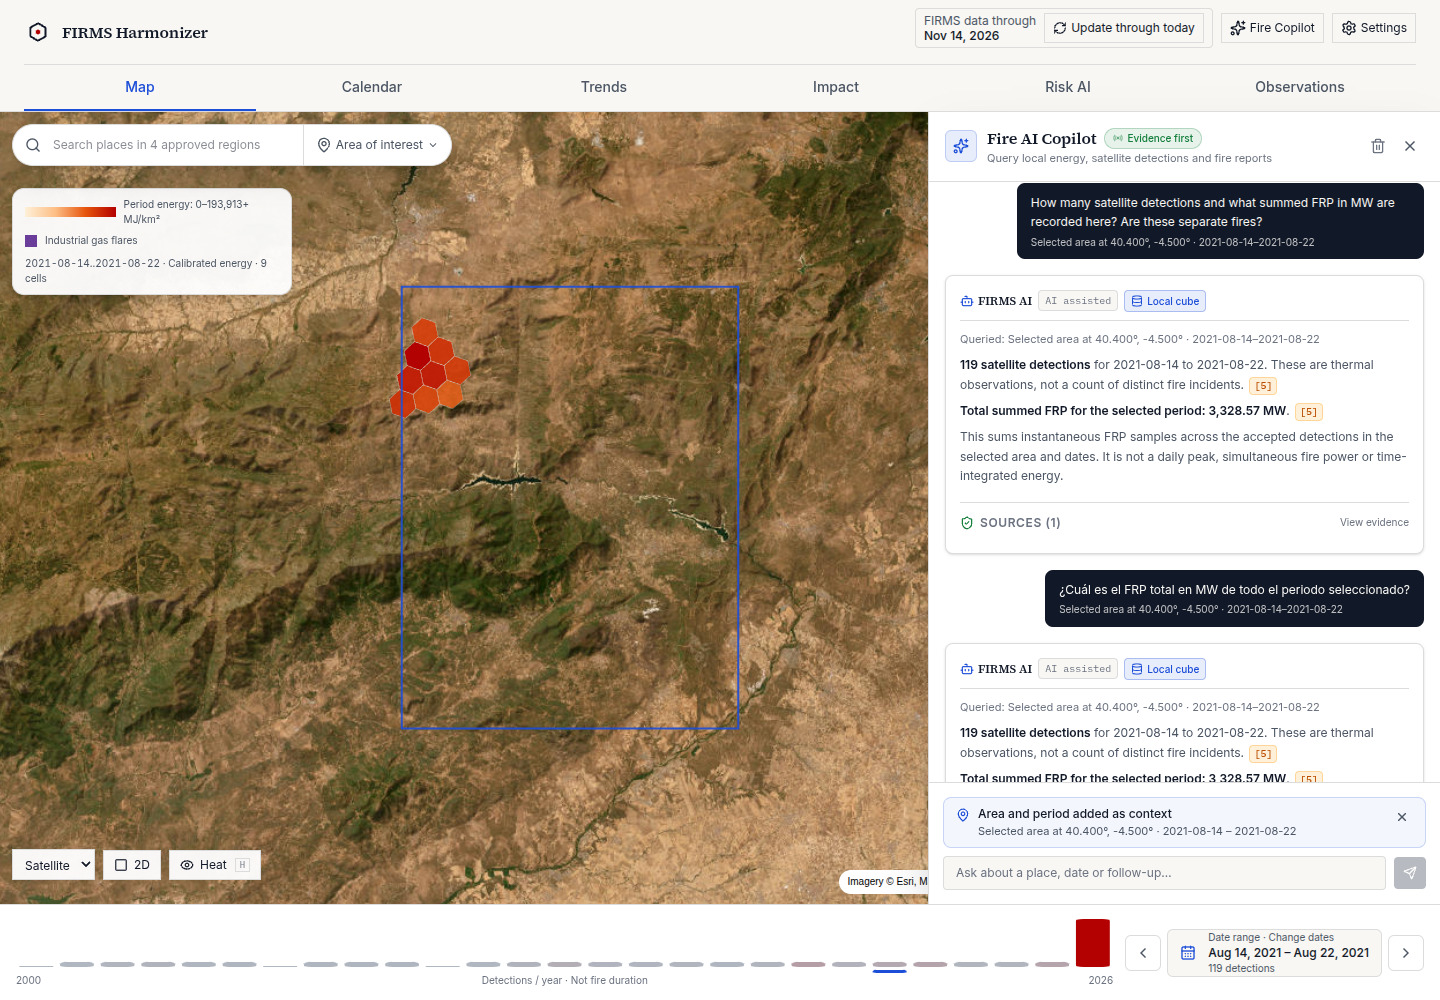 FIRMS Harmonizer
FIRMS data through
Nov 14, 2026
Update through today
Fire Copilot
Settings
Map
Calendar
Trends
Impact
Risk AI
Observations
Search places in 4 approved regions
Area of interest
Period energy: 0–193,913+
MJ/km²
Industrial gas flares
2021-08-14..2021-08-22 · Calibrated energy · 9
cells
Satellite
2D
Heat H
Imagery © Esri, M
Fire AI Copilot
Evidence first
Query local energy, satellite detections and fire reports
How many satellite detections and what summed FRP in MW are
recorded here? Are these separate fires?
Selected area at 40.400°, -4.500° · 2021-08-14–2021-08-22
FIRMS AI
AI assisted
Local cube
Queried: Selected area at 40.400°, -4.500° · 2021-08-14–2021-08-22
119 satellite detections for 2021-08-14 to 2021-08-22. These are thermal
observations, not a count of distinct fire incidents. [5]
Total summed FRP for the selected period: 3,328.57 MW. [5]
This sums instantaneous FRP samples across the accepted detections in the
selected area and dates. It is not a daily peak, simultaneous fire power or time-
integrated energy.
SOURCES (1)
View evidence
¿Cuál es el FRP total en MW de todo el periodo seleccionado?
Selected area at 40.400°, -4.500° · 2021-08-14–2021-08-22
FIRMS AI
AI assisted
Local cube
Queried: Selected area at 40.400°, -4.500° · 2021-08-14–2021-08-22
119 satellite detections for 2021-08-14 to 2021-08-22. These are thermal
observations, not a count of distinct fire incidents. [5]
Total summed FRP for the selected period: 3,328.57 MW. [5]
Area and period added as context
Selected area at 40.400°, -4.500° · 2021-08-14 – 2021-08-22
Ask about a place, date or follow-up...
2000
Detections / year · Not fire duration
2026
Date range · Change dates
Aug 14, 2021 – Aug 22, 2021
119 detections